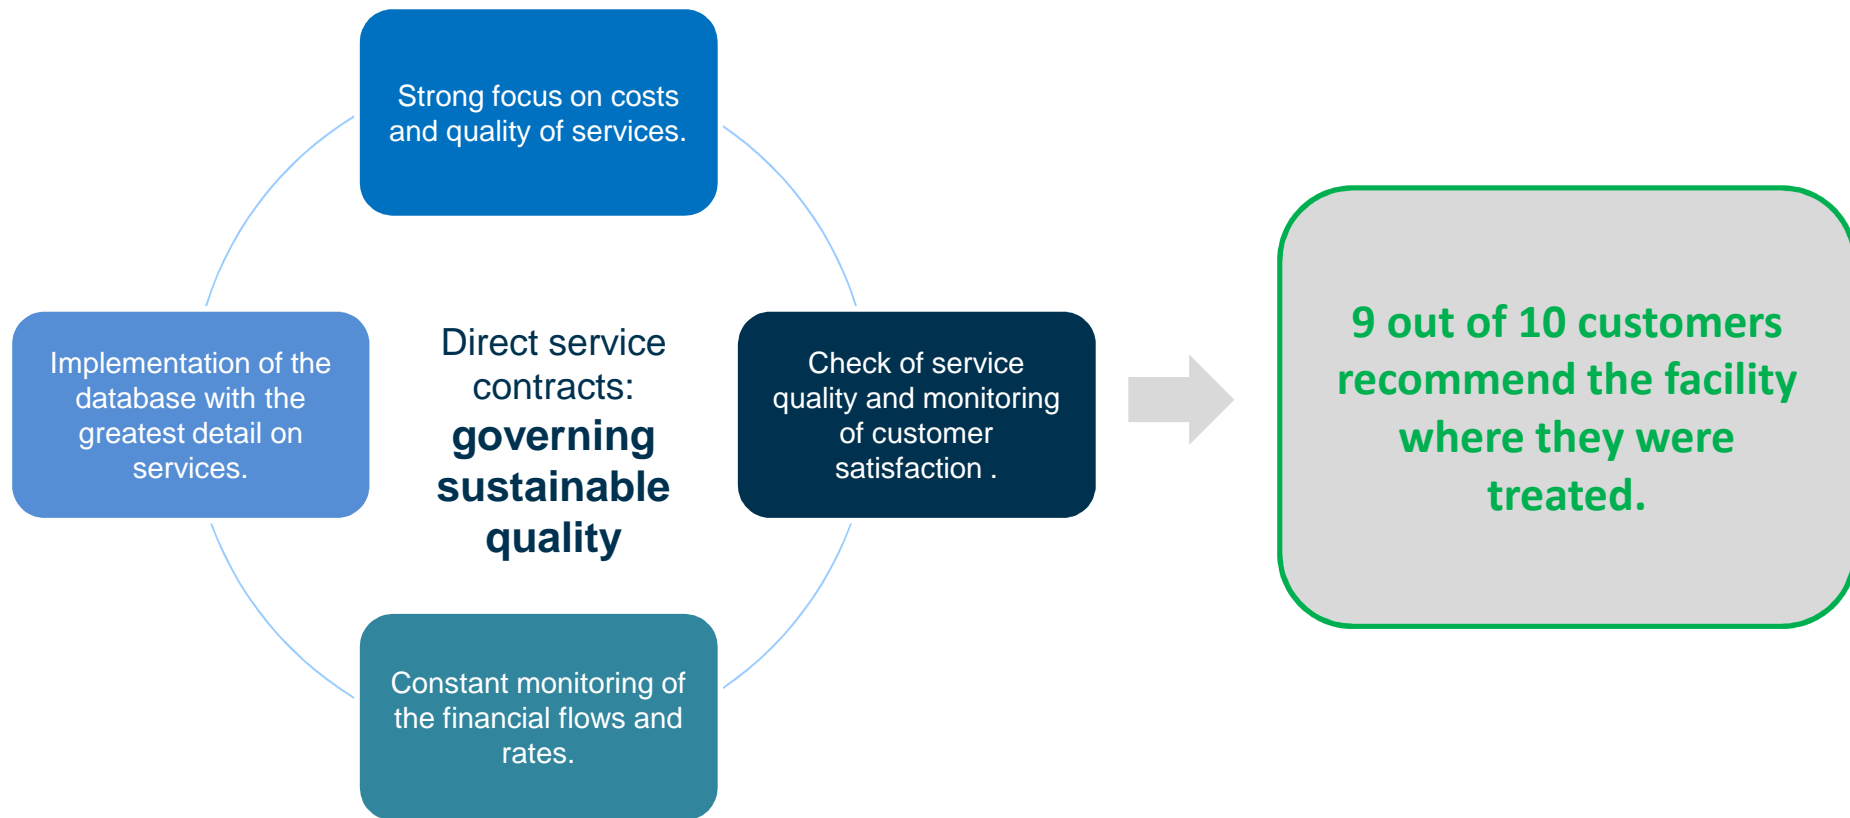 Strong focus on costs
and quality of services.
Implementation of the
database with the
greatest detail on
services.
Direct service
contracts:
governing
sustainable
quality
Check of service
quality and monitoring
of customer
satisfaction .
Constant monitoring of
the financial flows and
rates.
9 out of 10 customers
recommend the facility
where they were
treated.